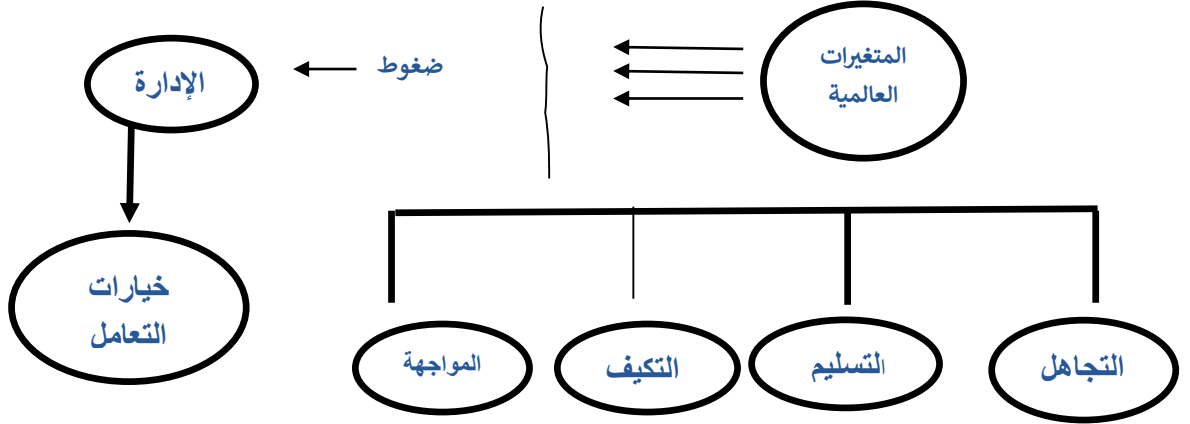 المتغيرات
العالمية
ضغوط
الإدارة
خيارات
التعامل
التجاهل
التسليم
التكيف
المواجهة